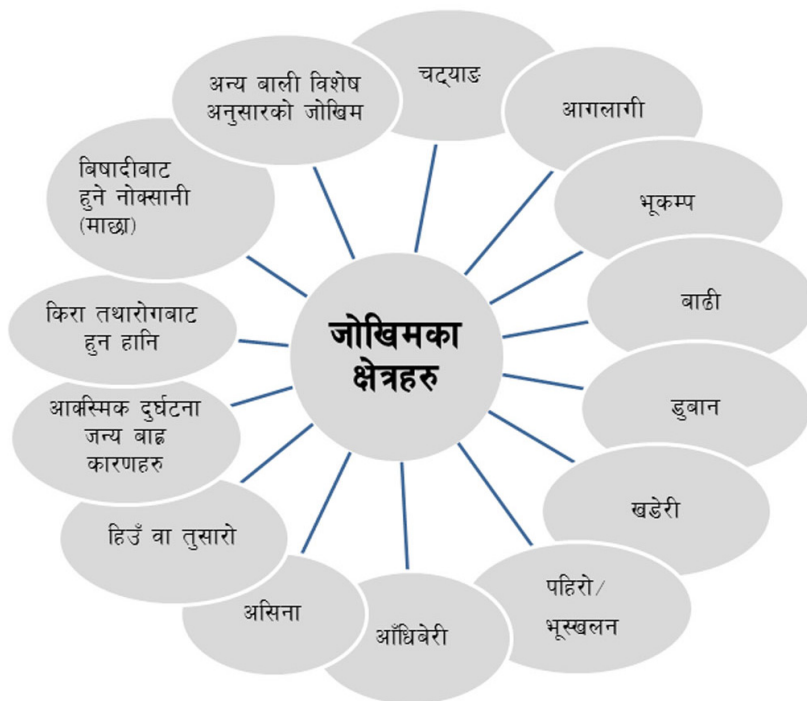 जोखिमका
क्षेत्रहरु
चट्याङ
आगलागी
भूकम्प
बाढी
डुबान
खडेरी
पहिरो/
भूस्खलन
आँधिबेरी
असिना
हिउँ वा तुसारो
आकस्मिक दुर्घटना
जन्य बाह्र
कारणहरु
किरा तथारोगबाट
हुन हानि
बिषादीबाट
हुने नोक्सानी
(माछा)
अन्य बाली विशेष
अनुसारको जोखिम